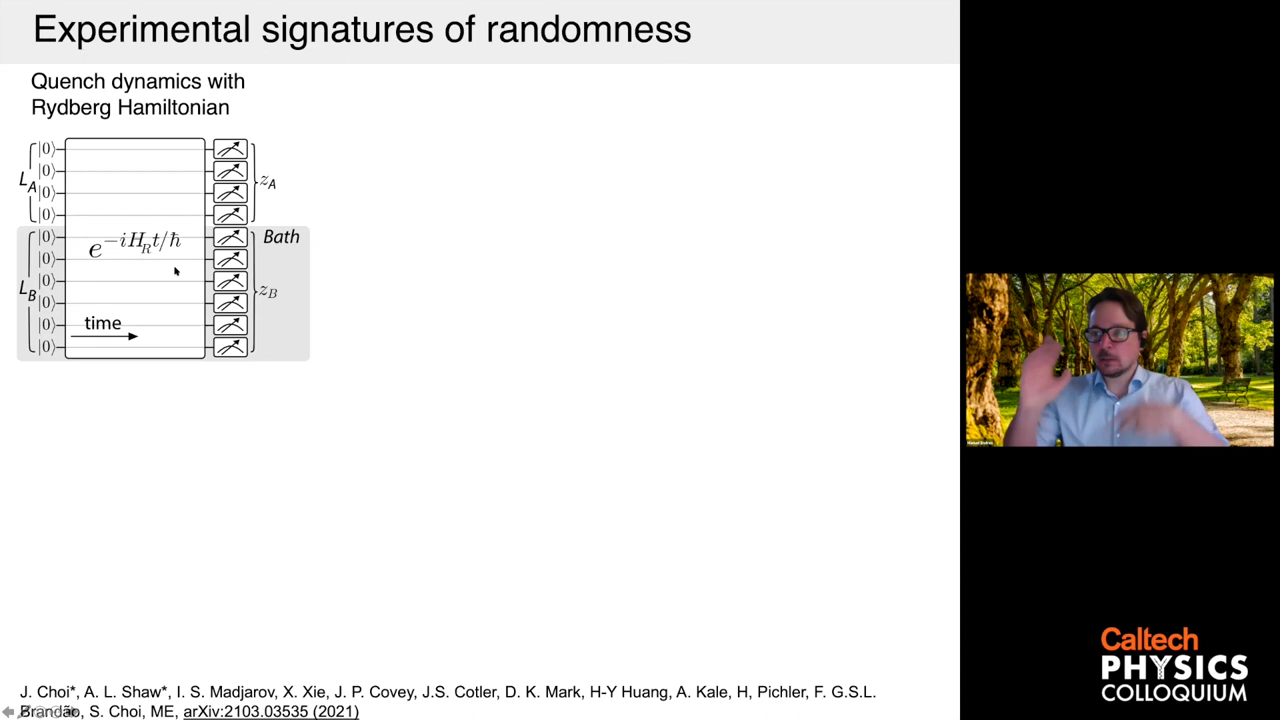 Experimental signatures of randomness
Quench dynamics with
Rydberg Hamiltonian
|0⟩
|0⟩
L_A
z_A
|0⟩
|0⟩
|0⟩
Bath
e^{-iH_R t/ħ}
|0⟩
|0⟩
L_B
z_B
|0⟩
|0⟩
time
|0⟩
J. Choi*, A. L. Shaw*, I. S. Madjarov, X. Xie, J. P. Covey, J.S. Cotler, D. K. Mark, H-Y Huang, A. Kale, H, Pichler, F. G.S.L.
Brandão, S. Choi, ME, arXiv:2103.03535 (2021)
Caltech
PHYSICS
COLLOQUIUM